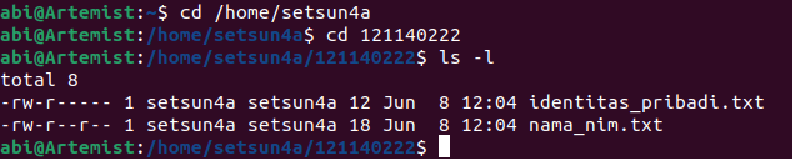 abi@Artemist:~$ cd /home/setsun4a
abi@Artemist:/home/setsun4a$ cd 121140222
abi@Artemist:/home/setsun4a/121140222$ ls -l
total 8
-rw-r----- 1 setsun4a setsun4a 12 Jun  8 12:04 identitas_pribadi.txt
-rw-r--r-- 1 setsun4a setsun4a 18 Jun  8 12:04 nama_nim.txt
abi@Artemist:/home/setsun4a/121140222$